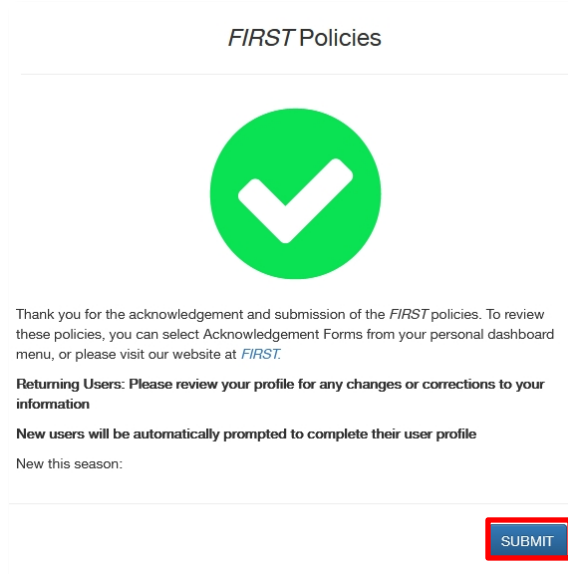 FIRST Policies
Thank you for the acknowledgement and submission of the FIRST policies. To review
these policies, you can select Acknowledgement Forms from your personal dashboard
menu, or please visit our website at FIRST.
Returning Users: Please review your profile for any changes or corrections to your
information
New users will be automatically prompted to complete their user profile
New this season:
SUBMIT